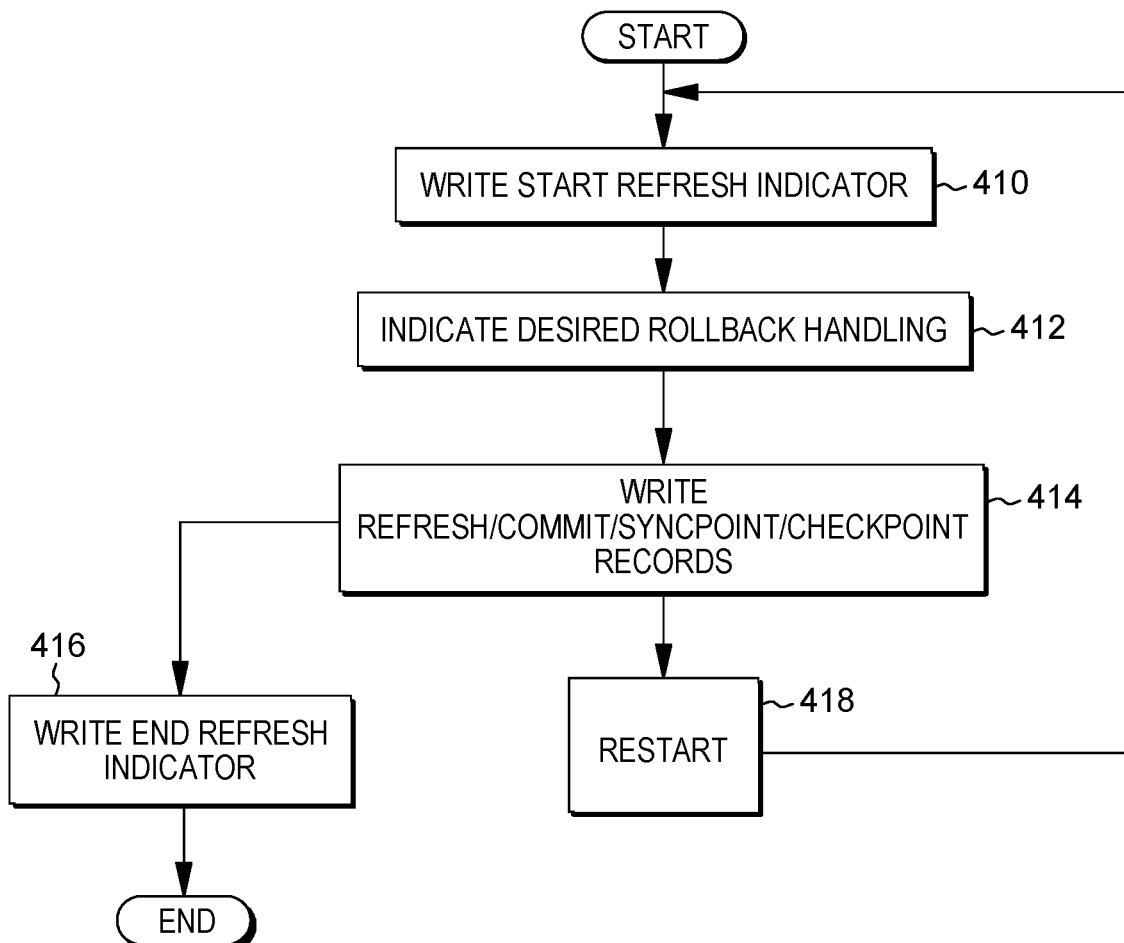 START
WRITE START REFRESH INDICATOR
410
INDICATE DESIRED ROLLBACK HANDLING
412
WRITE
REFRESH/COMMIT/SYNCPOINT/CHECKPOINT
RECORDS
414
416
WRITE END REFRESH
INDICATOR
RESTART
418
END